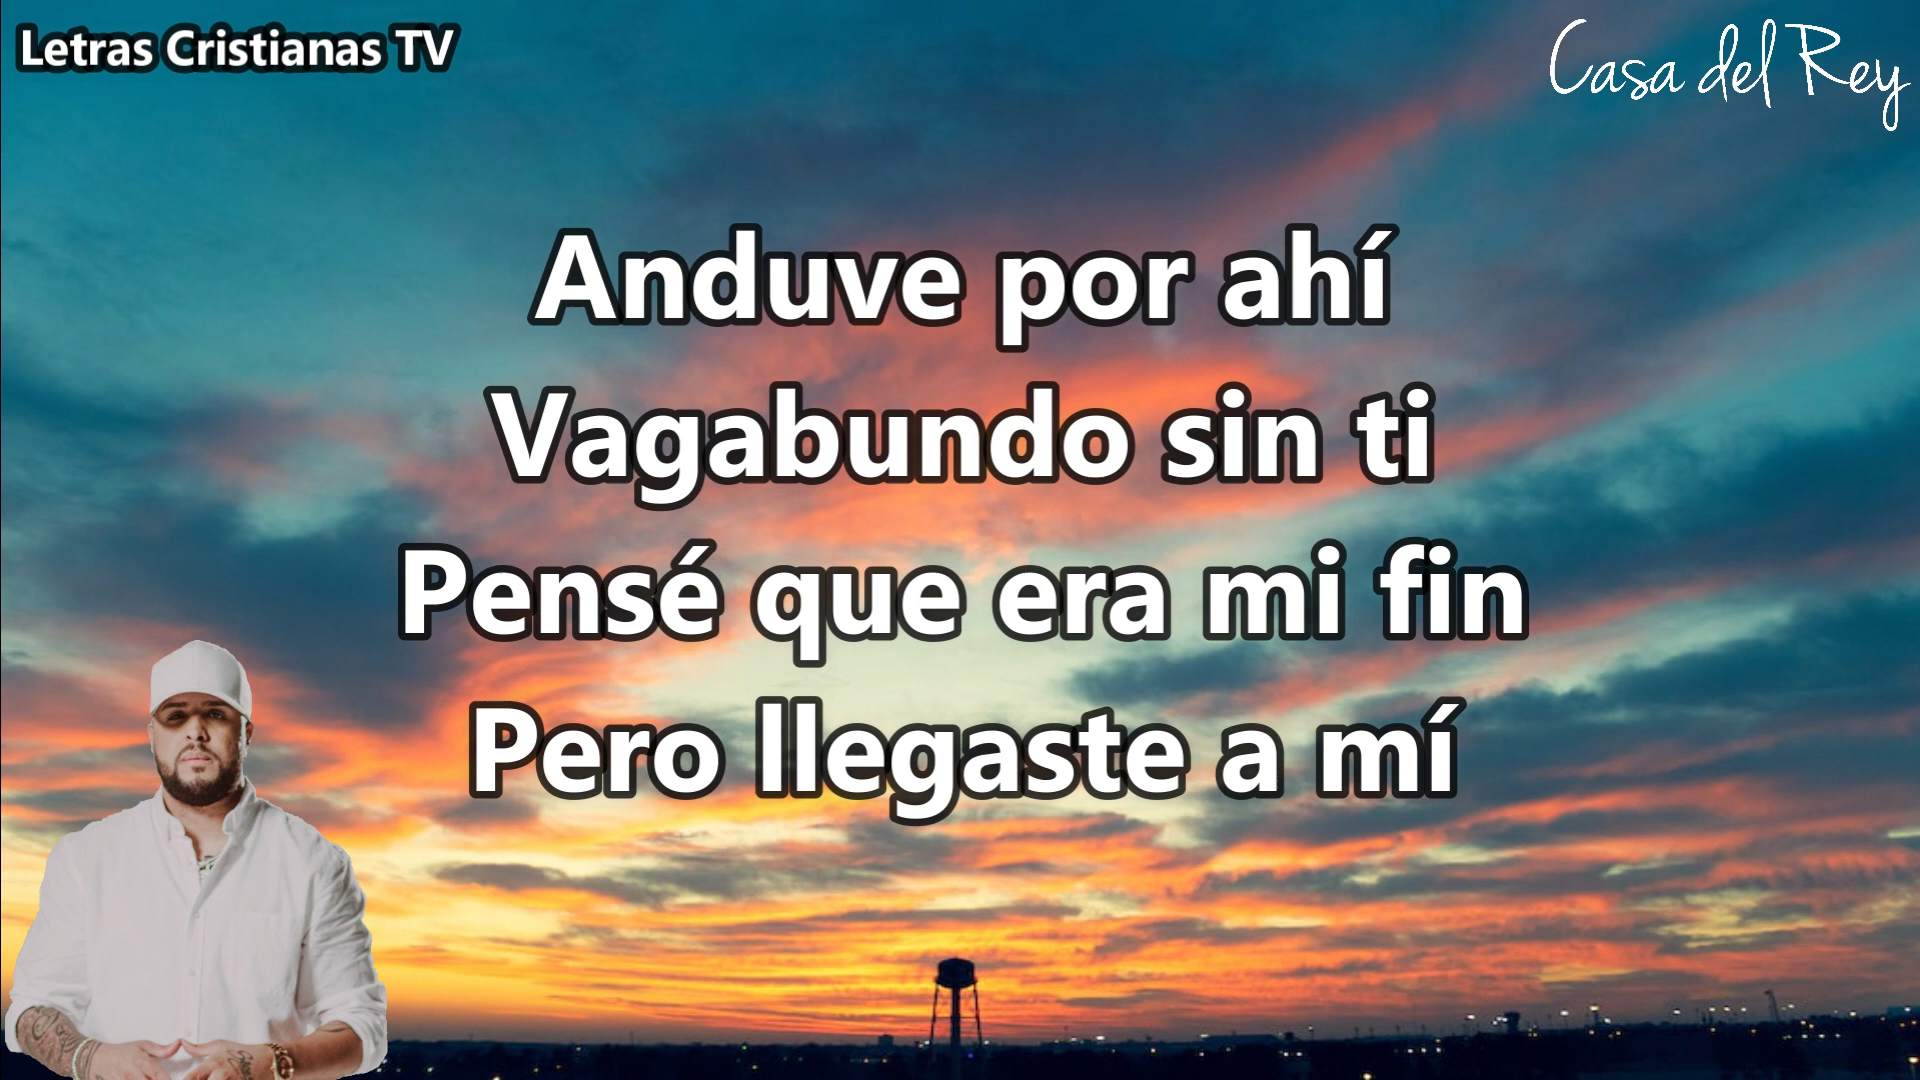 Letras Cristianas TV
Casa del Rey
Anduve por ahí
Vagabundo sin ti
Pensé que era mi fin
Pero llegaste a mí